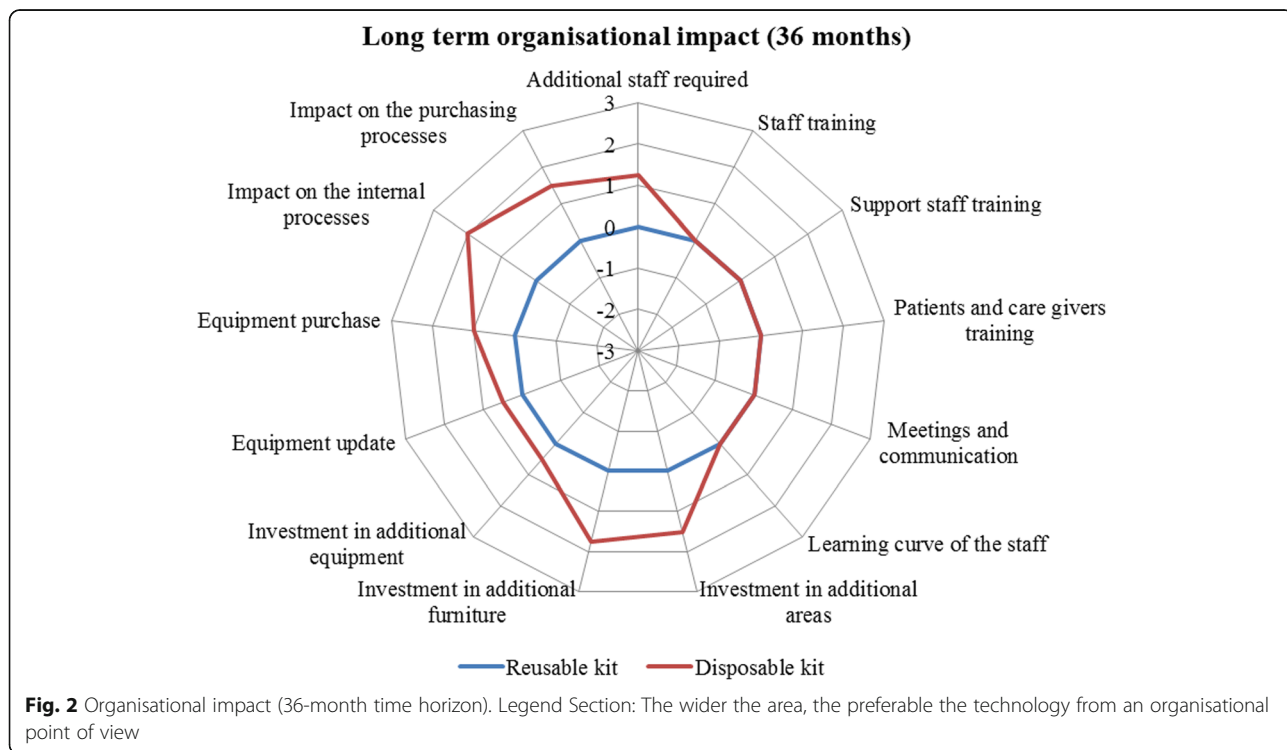 Long term organisational impact (36 months)
Additional staff required
Impact on the purchasing
processes
Staff training
Impact on the internal
processes
Support staff training
Equipment purchase
Patients and care givers
training
Equipment update
Meetings and
communication
Investment in additional
equipment
Learning curve of the staff
Investment in additional
furniture
Investment in additional
areas
3
2
1
0
-1
-2
-3
Reusable kit
Disposable kit
Fig. 2 Organisational impact (36-month time horizon). Legend Section: The wider the area, the preferable the technology from an organisational
point of view